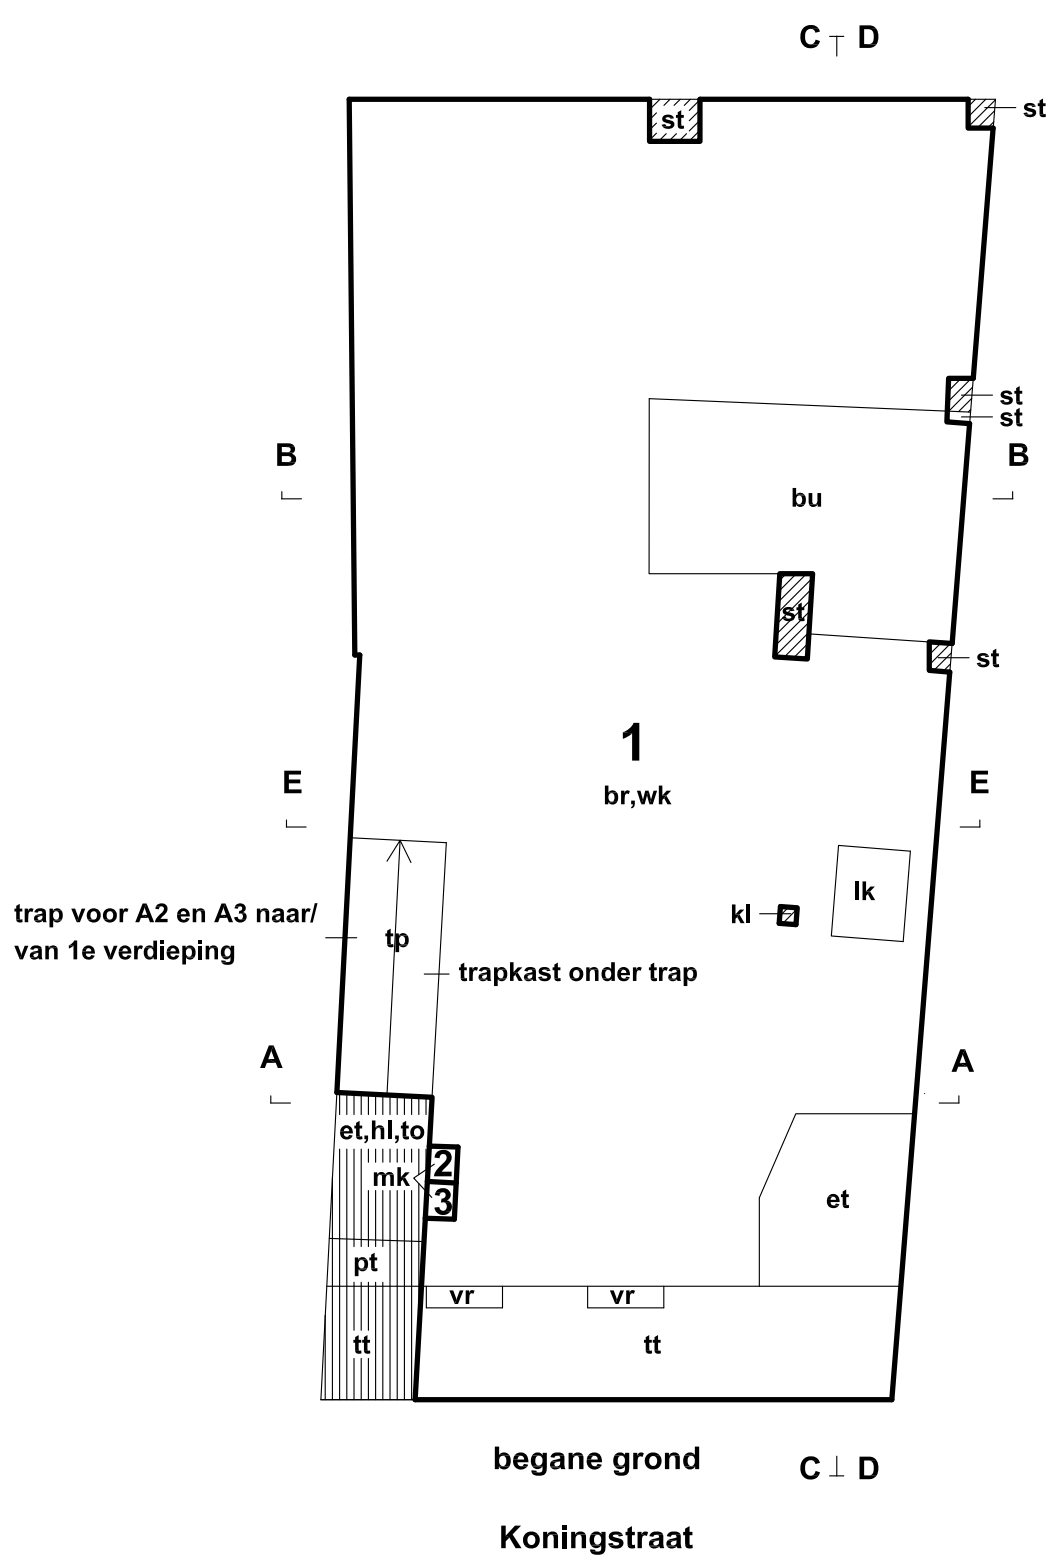 C D
st
st
st
st
B
B
bu
st
st
1
br,wk
E
E
lk
kl
trap voor A2 en A3 naar/
van 1e verdieping
tp
trapkast onder trap
A
A
et,hl,to
mk
2
3
et
pt
vr
vr
tt
tt
begane grond
C D
Koningstraat